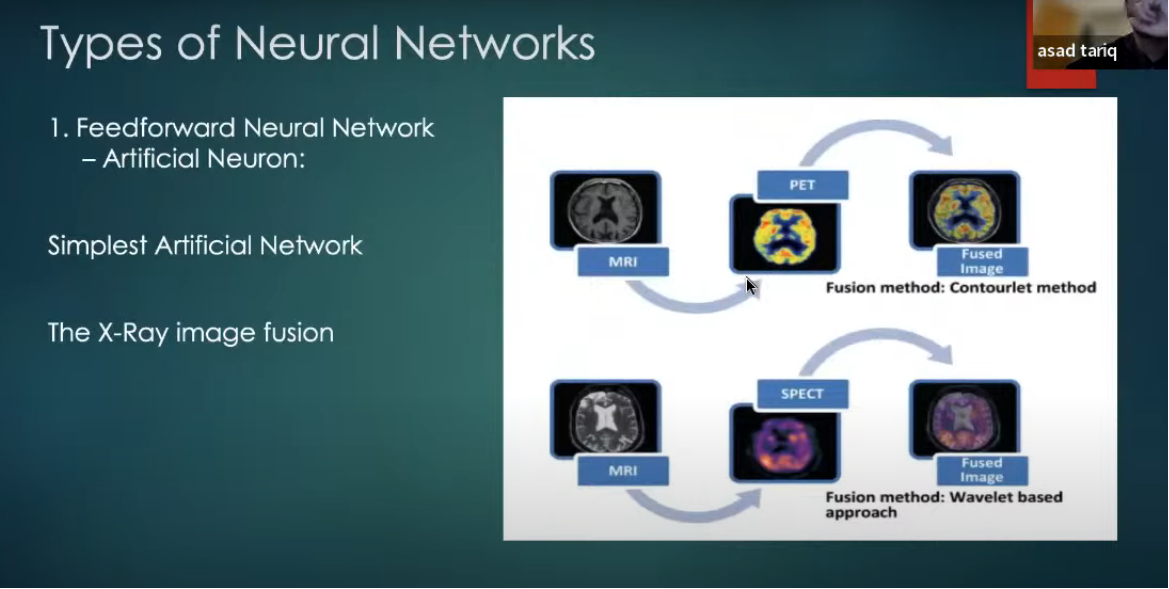 Types of Neural Networks
asad tariq
1. Feedforward Neural Network
– Artificial Neuron:
Simplest Artificial Network
The X-Ray image fusion
PET
MRI
Fused
Image
Fusion method: Contourlet method
SPECT
MRI
Fused
Image
Fusion method: Wavelet based
approach